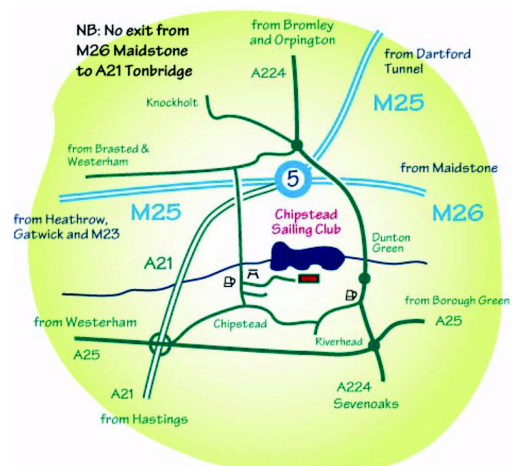 NB: No exit from
M26 Maidstone
to A21 Tonbridge
from Bromley
and Orpington
A224
from Dartford
Tunnel
M25
Knockholt
from Brasted &
Westerham
5
from Maidstone
M25
M26
from Heathrow,
Gatwick and M23
Chipstead
Sailing Club
Dunton
Green
A21
from Borough Green
A25
from Westerham
Chipstead
Riverhead
A25
A224
Sevenoaks
A21
from Hastings